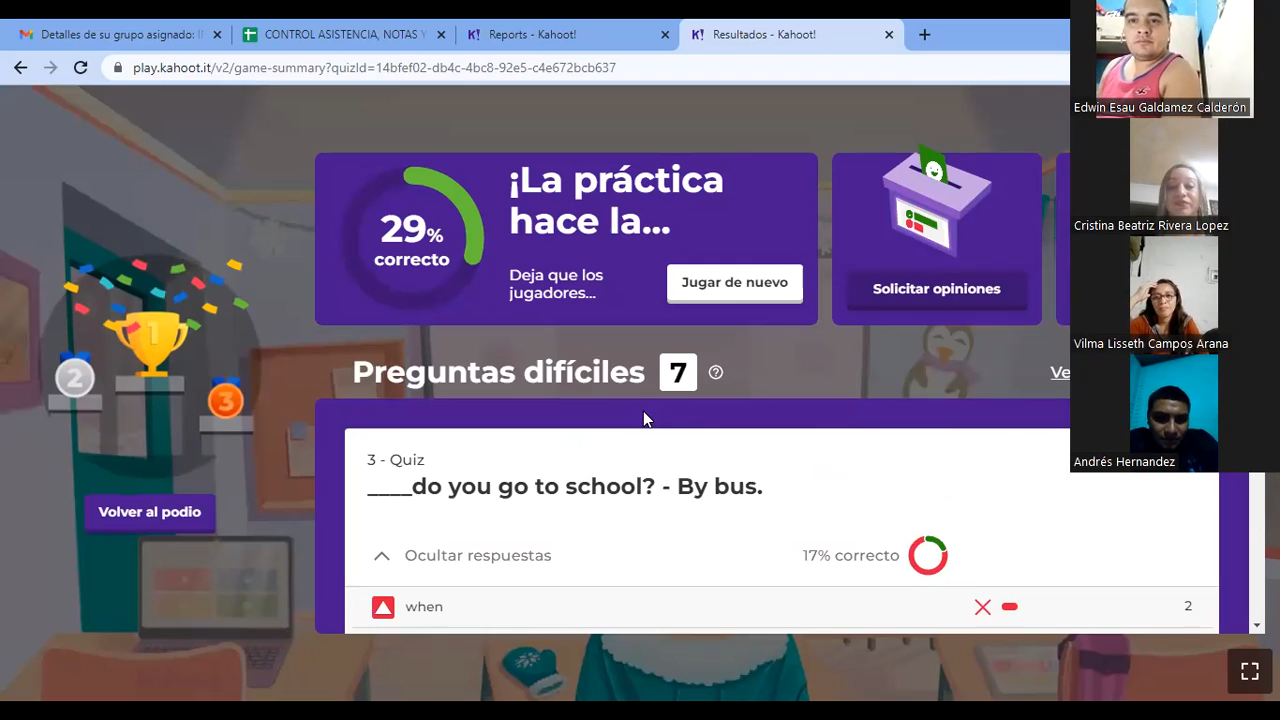 Detalles de su grupo asignado: I
CONTROL ASISTENCIA, NOTAS Y
K! Reports - Kahoot!
K! Resultados - Kahoot!
play.kahoot.it/v2/game-summary?quizId=14bfef02-db4c-4bc8-92e5-c4e672bcb637
Edwin Esau Galdamez Calderón
Cristina Beatriz Rivera Lopez
Vilma Lisseth Campos Arana
Andrés Hernandez
29%
correcto
¡La práctica
hace la...
Deja que los
jugadores...
Jugar de nuevo
Solicitar opiniones
1
2
3
Volver al podio
Preguntas difíciles 7
Ve
3 - Quiz
____do you go to school? - By bus.
Ocultar respuestas
17% correcto
when
2